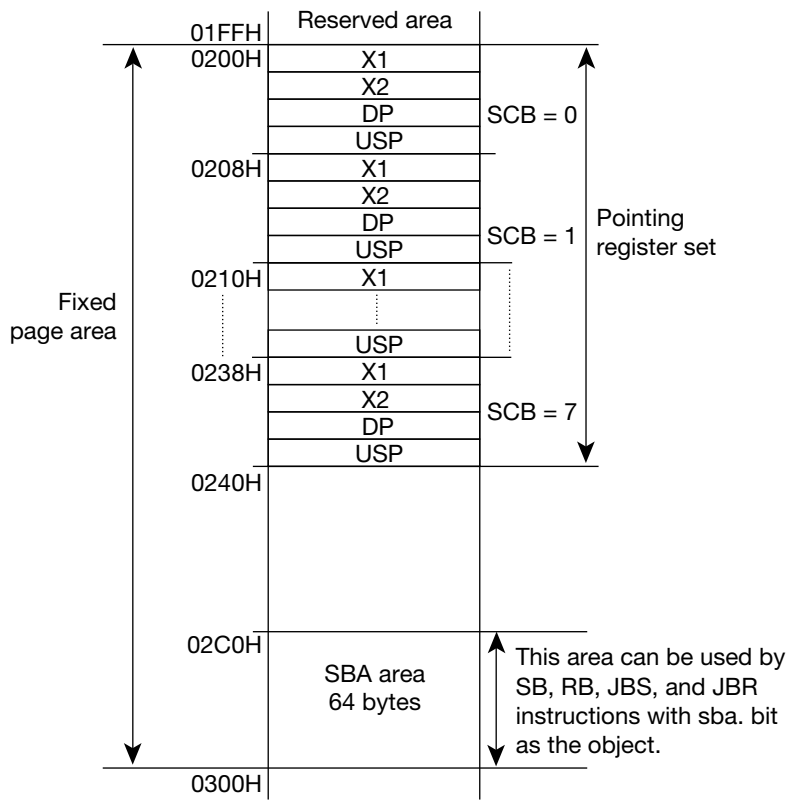 Reserved area
01FFH
0200H
X1
X2
DP
SCB = 0
USP
0208H
X1
X2
DP
SCB = 1
USP
Pointing
register set
0210H
X1
Fixed
page area
USP
0238H
X1
X2
SCB = 7
DP
USP
0240H
02C0H
SBA area
64 bytes
This area can be used by
SB, RB, JBS, and JBR
instructions with sba. bit
as the object.
0300H